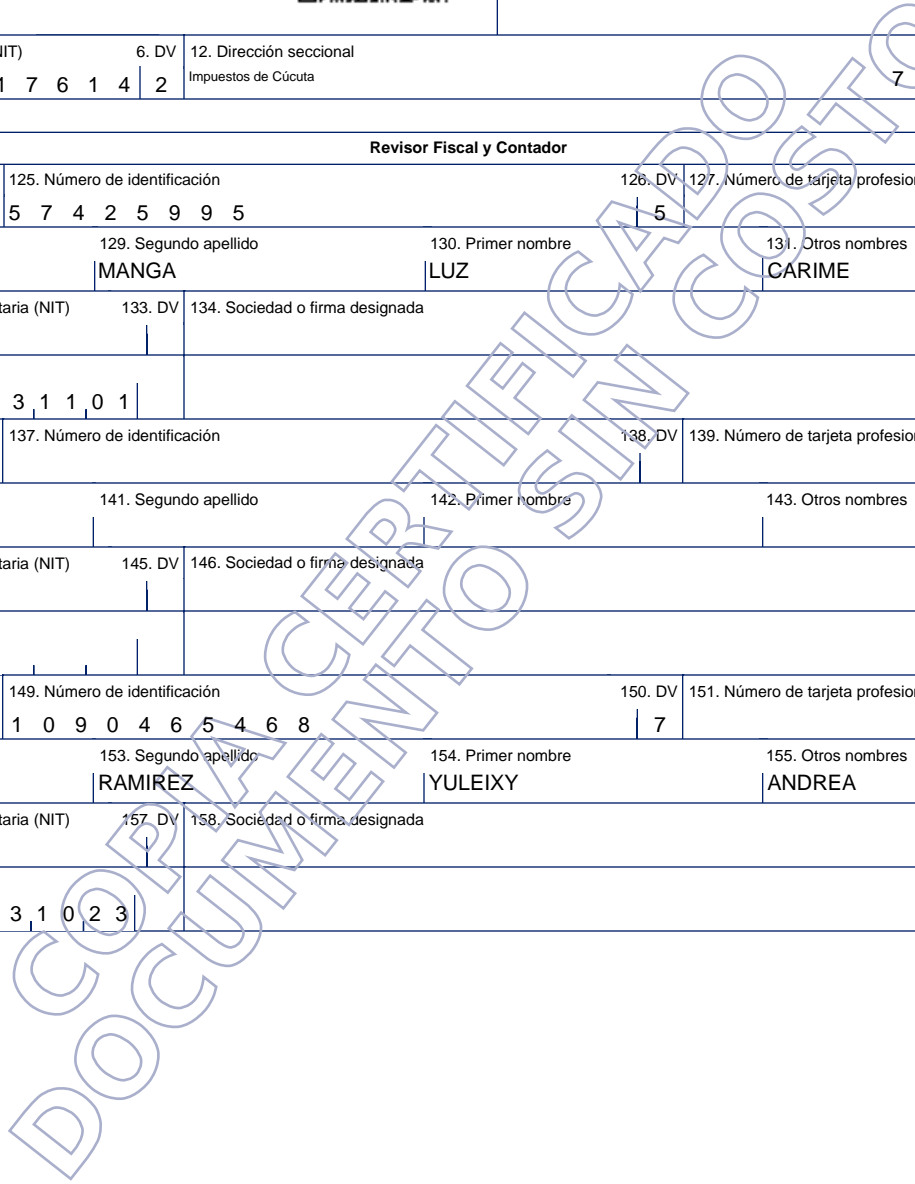 NIT) 6. DV 12. Dirección seccional
1 7 6 1 4 2 Impuestos de Cúcuta 7
Revisor Fiscal y Contador
125. Número de identificación 126. DV 127. Número de tarjeta profesion
5 7 4 2 5 9 9 5 5
129. Segundo apellido 130. Primer nombre 131. Otros nombres
MANGA LUZ CARIME
taria (NIT) 133. DV 134. Sociedad o firma designada
3 1 1 0 1
137. Número de identificación 138. DV 139. Número de tarjeta profesion
141. Segundo apellido 142. Primer nombre 143. Otros nombres
taria (NIT) 145. DV 146. Sociedad o firma designada
149. Número de identificación 150. DV 151. Número de tarjeta profesion
1 0 9 0 4 6 5 4 6 8 7
153. Segundo apellido 154. Primer nombre 155. Otros nombres
RAMIREZ YULEIXY ANDREA
taria (NIT) 157. DV 158. Sociedad o firma designada
3 1 0 2 3
COPIA CERTIFICADO
DOCUMENTO SIN COSTO